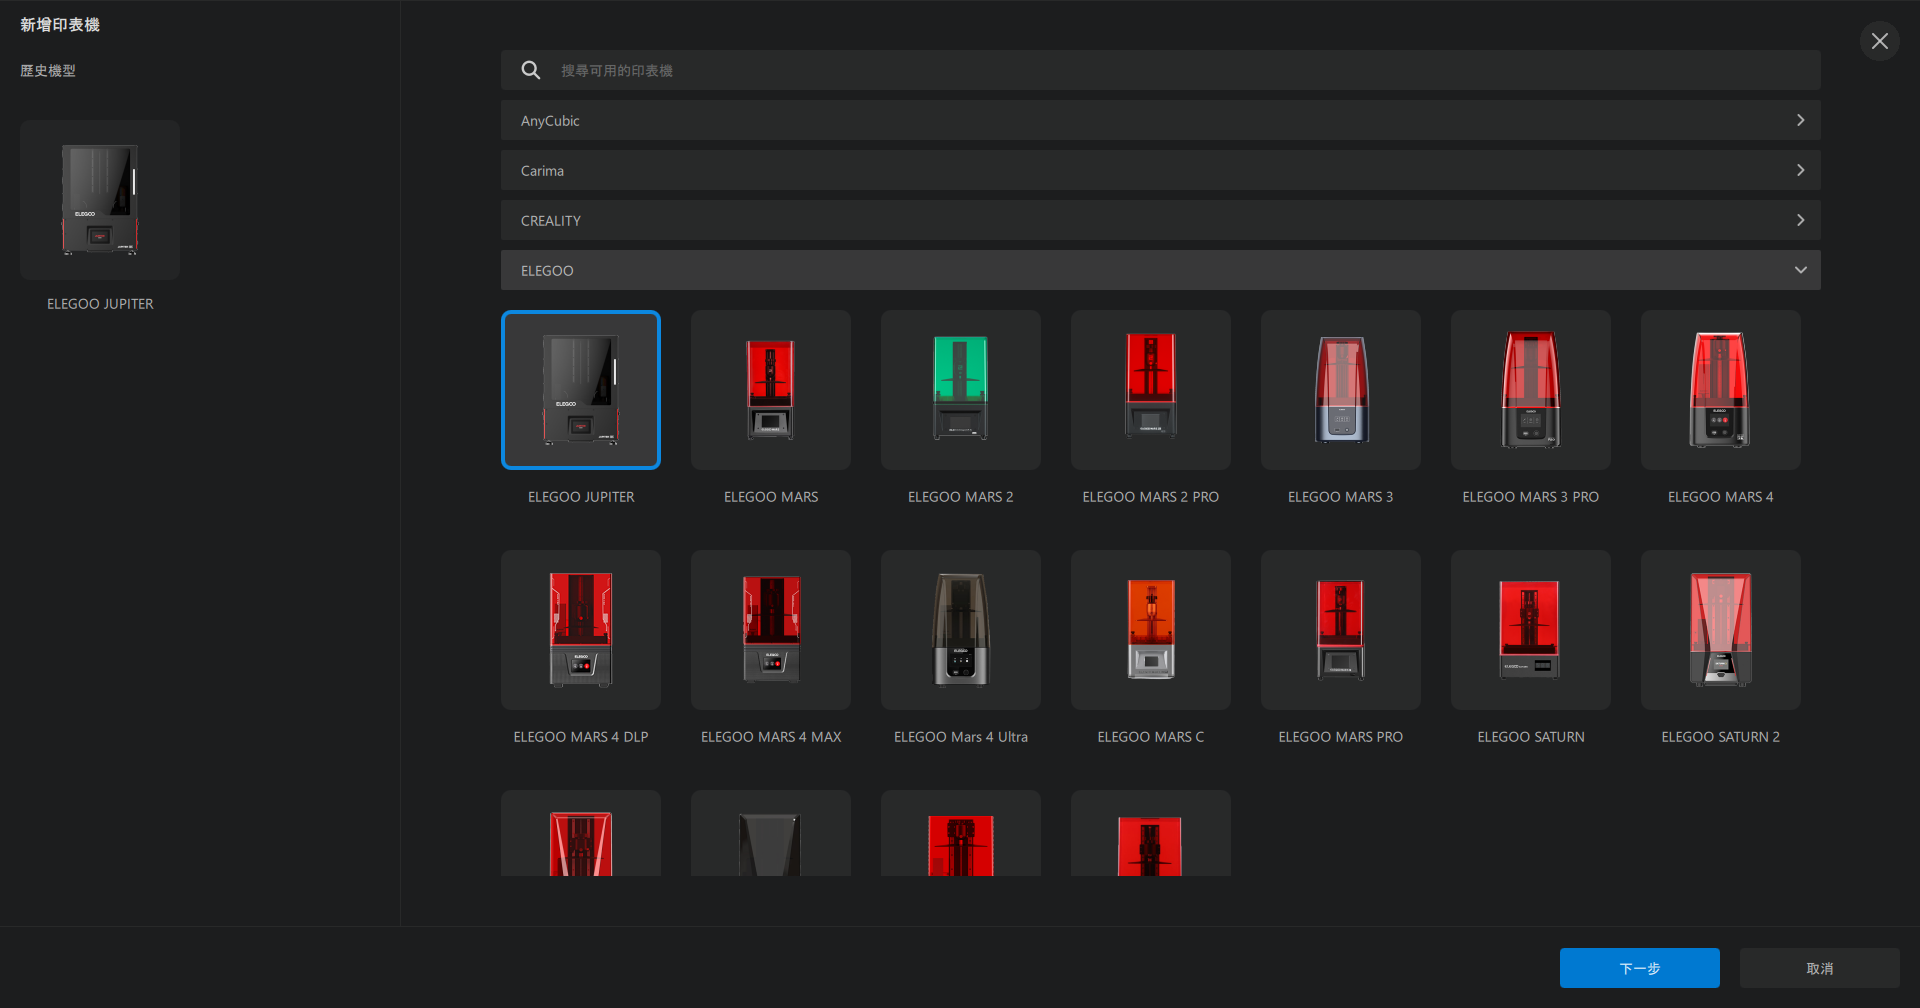 新增印表機
歷史機型
ELEGOO
ELEGOO JUPITER
搜尋可用的印表機
AnyCubic
Carima
CREALITY
ELEGOO
ELEGOO JUPITER
ELEGOO MARS
ELEGOO MARS 2
ELEGOO MARS 2 PRO
ELEGOO MARS 3
ELEGOO MARS 3 PRO
ELEGOO MARS 4
ELEGOO MARS 4 DLP
ELEGOO MARS 4 MAX
ELEGOO Mars 4 Ultra
ELEGOO MARS C
ELEGOO MARS PRO
ELEGOO SATURN
ELEGOO SATURN 2
下一步
取消